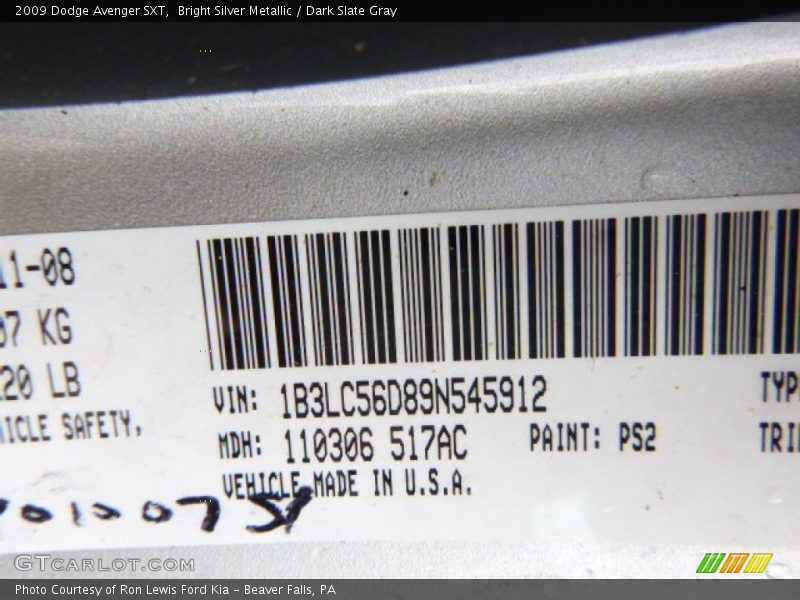 2009 Dodge Avenger SXT,  Bright Silver Metallic / Dark Slate Gray
11-08
07 KG
20 LB
VIN: 1B3LC56D89N545912
TYP
HICLE SAFETY,
MDH: 110306 517AC
PAINT: PS2
TRI
VEHICLE MADE IN U.S.A.
GTCARLOT.COM
Photo Courtesy of Ron Lewis Ford Kia – Beaver Falls, PA